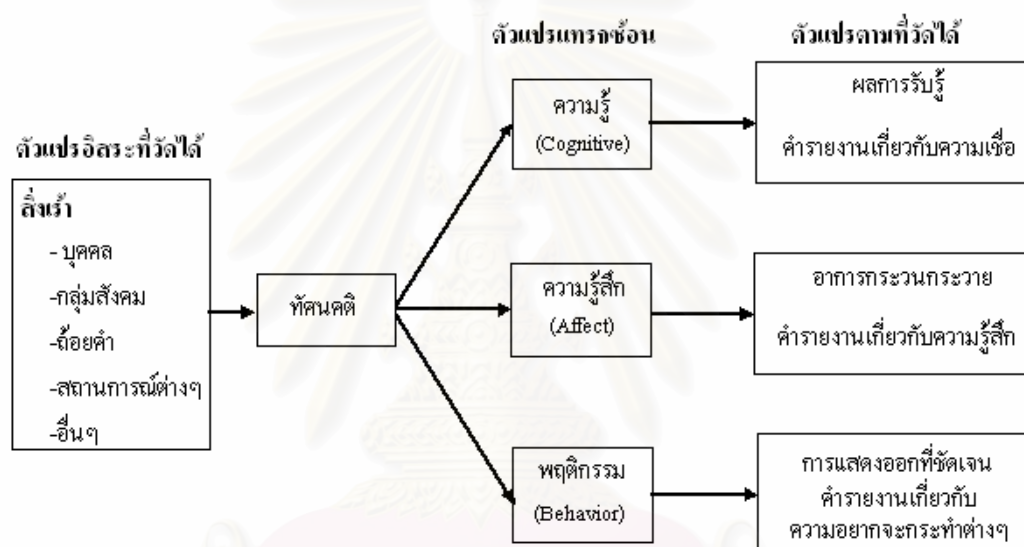 ตัวแปรแทรกซ้อน
ตัวแปรตามที่วัดได้
ตัวแปรอิสระที่วัดได้
สิ่งเร้า
- บุคคล
-กลุ่มสังคม
-ถ้อยคำ
-สถานการณ์ต่างๆ
-อื่นๆ
ทัศนคติ
ความรู้
(Cognitive)
ผลการรับรู้
คำรายงานเกี่ยวกับความเชื่อ
ความรู้สึก
(Affect)
อาการกระวนกระวาย
คำรายงานเกี่ยวกับความรู้สึก
พฤติกรรม
(Behavior)
การแสดงออกที่ชัดเจน
คำรายงานเกี่ยวกับ
ความอยากจะกระทำต่างๆ